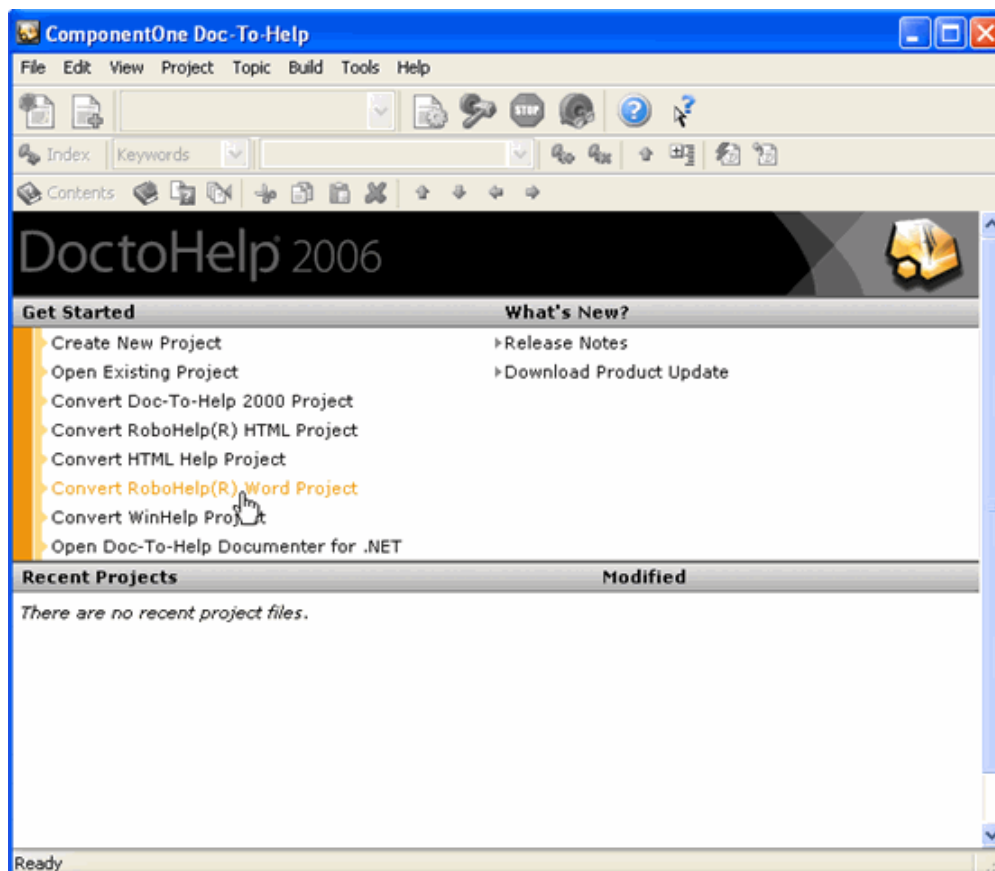 ComponentOne Doc-To-Help
File Edit View Project Topic Build Tools Help
STOP
Index Keywords
Contents
DoctoHelp 2006
Get Started What's New?
Create New Project Release Notes
Open Existing Project Download Product Update
Convert Doc-To-Help 2000 Project
Convert RoboHelp(R) HTML Project
Convert HTML Help Project
Convert RoboHelp(R) Word Project
Convert WinHelp Project
Open Doc-To-Help Documenter for .NET
Recent Projects Modified
There are no recent project files.
Ready